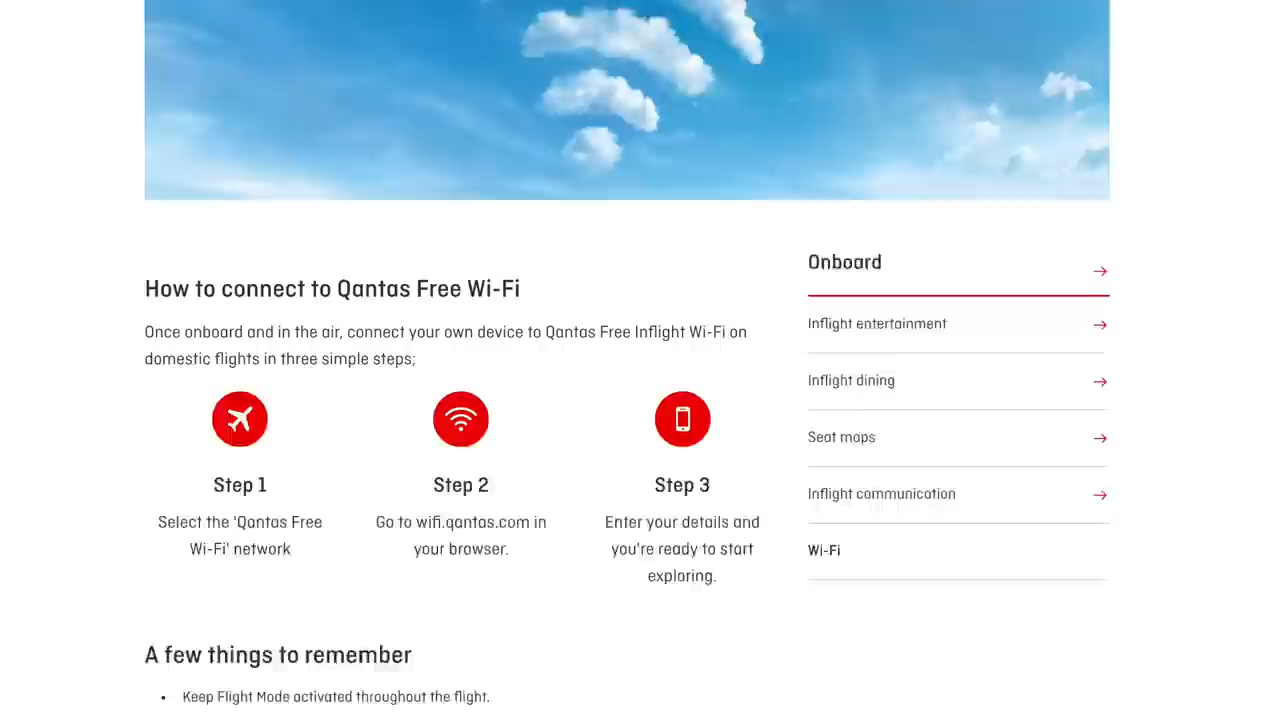 How to connect to Qantas Free Wi-Fi
Once onboard and in the air, connect your own device to Qantas Free Inflight Wi-Fi on
domestic flights in three simple steps;
Step 1
Select the 'Qantas Free
Wi-Fi' network
Step 2
Go to wifi.qantas.com in
your browser.
Step 3
Enter your details and
you're ready to start
exploring.
A few things to remember
• Keep Flight Mode activated throughout the flight.
Onboard
Inflight entertainment
Inflight dining
Seat maps
Inflight communication
Wi-Fi